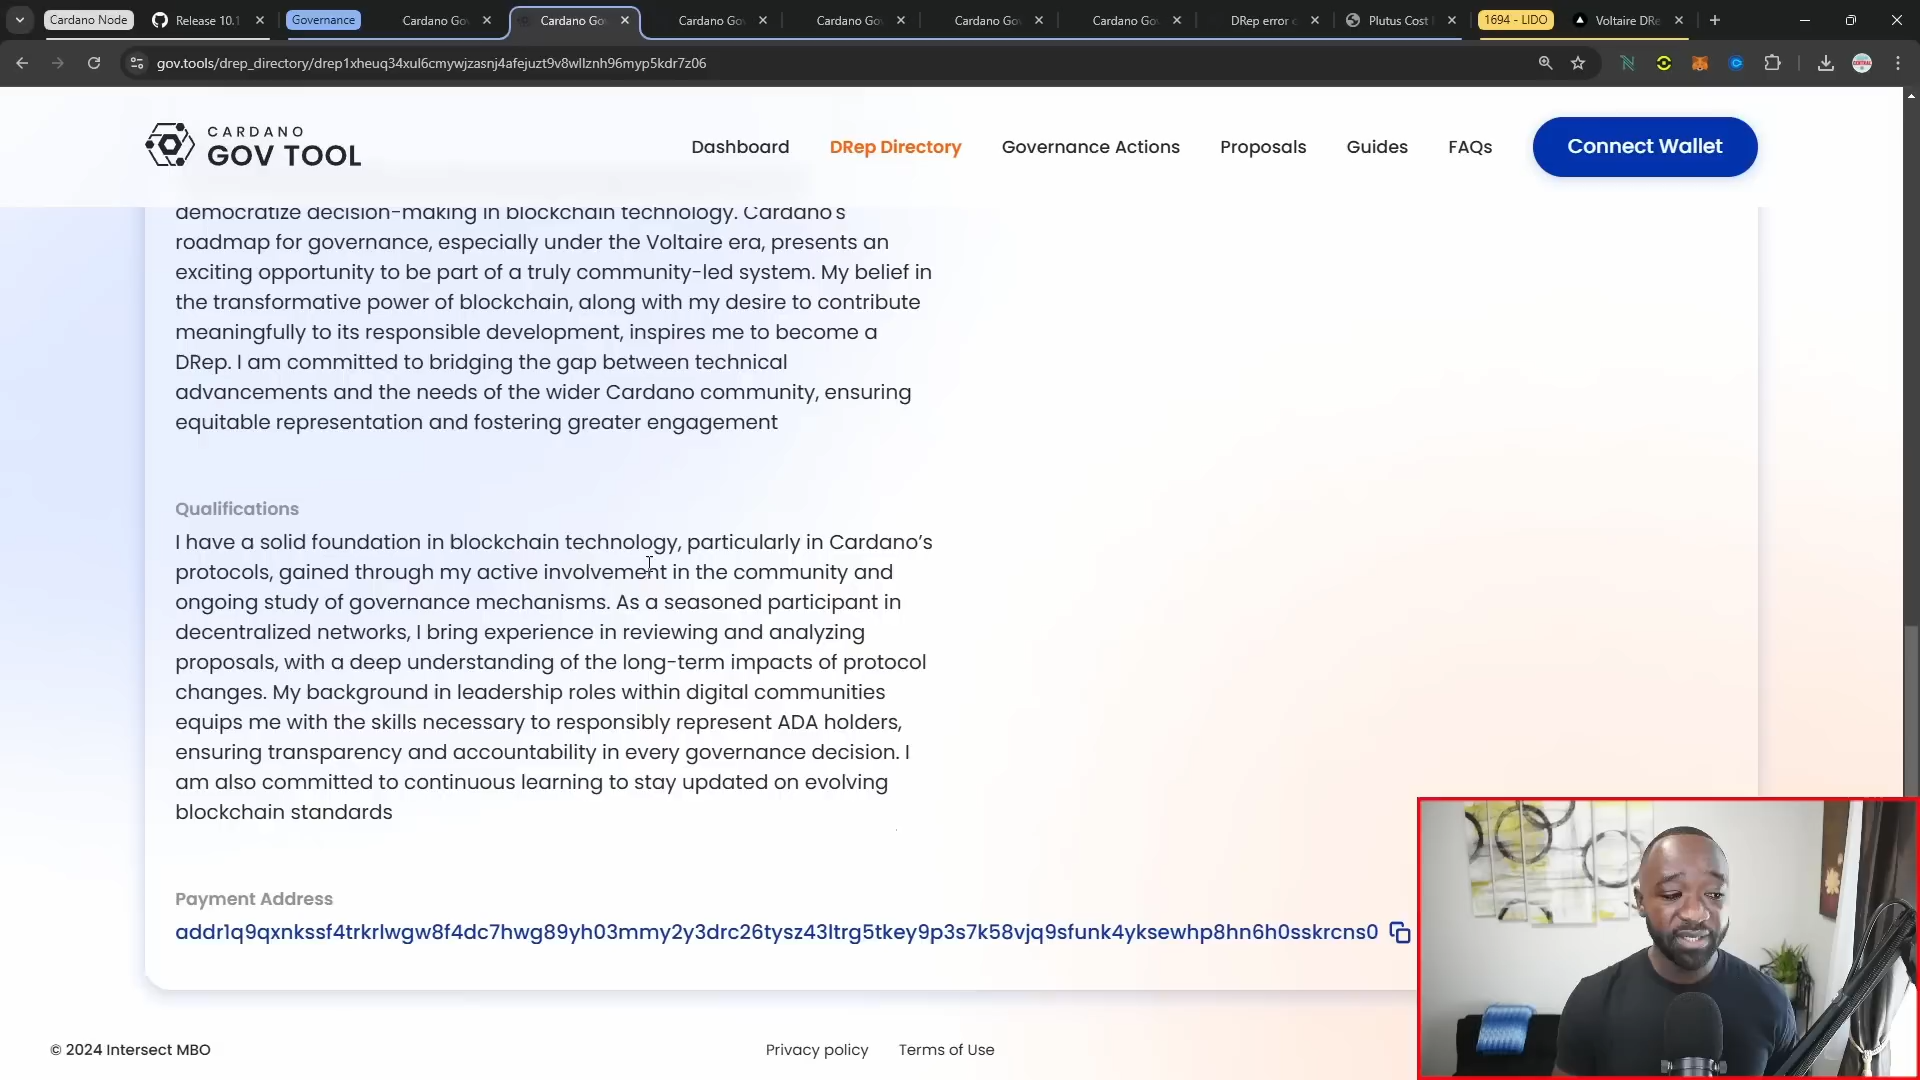 Cardano Node
Release 10.1
Governance
Cardano Go
Cardano Go
Cardano Go
Cardano Go
Cardano Go
Cardano Go
DRep error
Plutus Cost
1694 - LIDO
Voltaire DRe
gov.tools/drep_directory/drep1xheuq34xul6cmywjzasnj4afejuzt9v8wllznh96myp5kdr7z06
CARDANO
GOV TOOL
Dashboard
DRep Directory
Governance Actions
Proposals
Guides
FAQs
Connect Wallet
democratize decision-making in blockchain technology. Cardano's
roadmap for governance, especially under the Voltaire era, presents an
exciting opportunity to be part of a truly community-led system. My belief in
the transformative power of blockchain, along with my desire to contribute
meaningfully to its responsible development, inspires me to become a
DRep. I am committed to bridging the gap between technical
advancements and the needs of the wider Cardano community, ensuring
equitable representation and fostering greater engagement
Qualifications
I have a solid foundation in blockchain technology, particularly in Cardano's
protocols, gained through my active involvement in the community and
ongoing study of governance mechanisms. As a seasoned participant in
decentralized networks, I bring experience in reviewing and analyzing
proposals, with a deep understanding of the long-term impacts of protocol
changes. My background in leadership roles within digital communities
equips me with the skills necessary to responsibly represent ADA holders,
ensuring transparency and accountability in every governance decision. I
am also committed to continuous learning to stay updated on evolving
blockchain standards
Payment Address
addr1q9qxnkssf4trkrlwgw8f4dc7hwg89yh03mmy2y3drc26tysz43ltrg5tkey9p3s7k58vjq9sfunk4yksewhp8hn6h0sskrcns0
© 2024 Intersect MBO
Privacy policy
Terms of Use